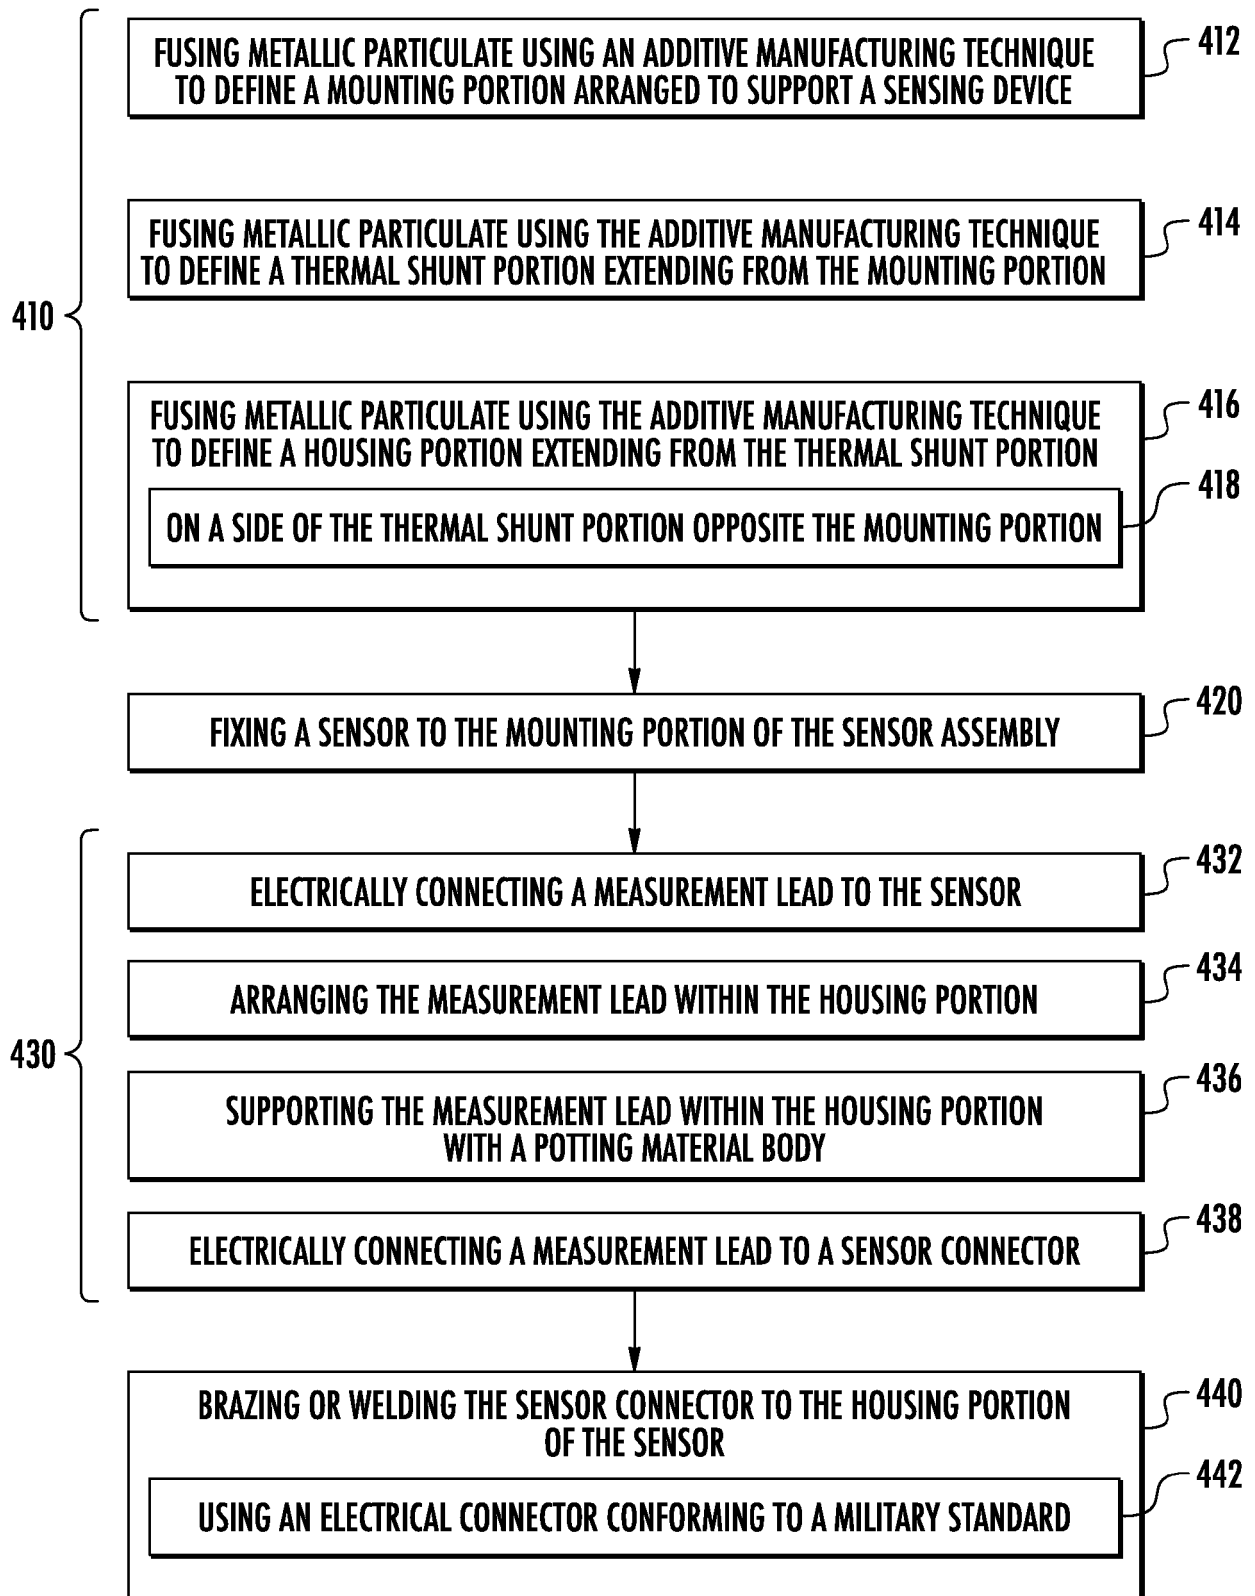 FUSING METALLIC PARTICULATE USING AN ADDITIVE MANUFACTURING TECHNIQUE
TO DEFINE A MOUNTING PORTION ARRANGED TO SUPPORT A SENSING DEVICE
412
FUSING METALLIC PARTICULATE USING THE ADDITIVE MANUFACTURING TECHNIQUE
TO DEFINE A THERMAL SHUNT PORTION EXTENDING FROM THE MOUNTING PORTION
414
410
FUSING METALLIC PARTICULATE USING THE ADDITIVE MANUFACTURING TECHNIQUE
TO DEFINE A HOUSING PORTION EXTENDING FROM THE THERMAL SHUNT PORTION
416
ON A SIDE OF THE THERMAL SHUNT PORTION OPPOSITE THE MOUNTING PORTION
418
FIXING A SENSOR TO THE MOUNTING PORTION OF THE SENSOR ASSEMBLY
420
ELECTRICALLY CONNECTING A MEASUREMENT LEAD TO THE SENSOR
432
ARRANGING THE MEASUREMENT LEAD WITHIN THE HOUSING PORTION
434
430
SUPPORTING THE MEASUREMENT LEAD WITHIN THE HOUSING PORTION
WITH A POTTING MATERIAL BODY
436
ELECTRICALLY CONNECTING A MEASUREMENT LEAD TO A SENSOR CONNECTOR
438
BRAZING OR WELDING THE SENSOR CONNECTOR TO THE HOUSING PORTION
OF THE SENSOR
440
USING AN ELECTRICAL CONNECTOR CONFORMING TO A MILITARY STANDARD
442